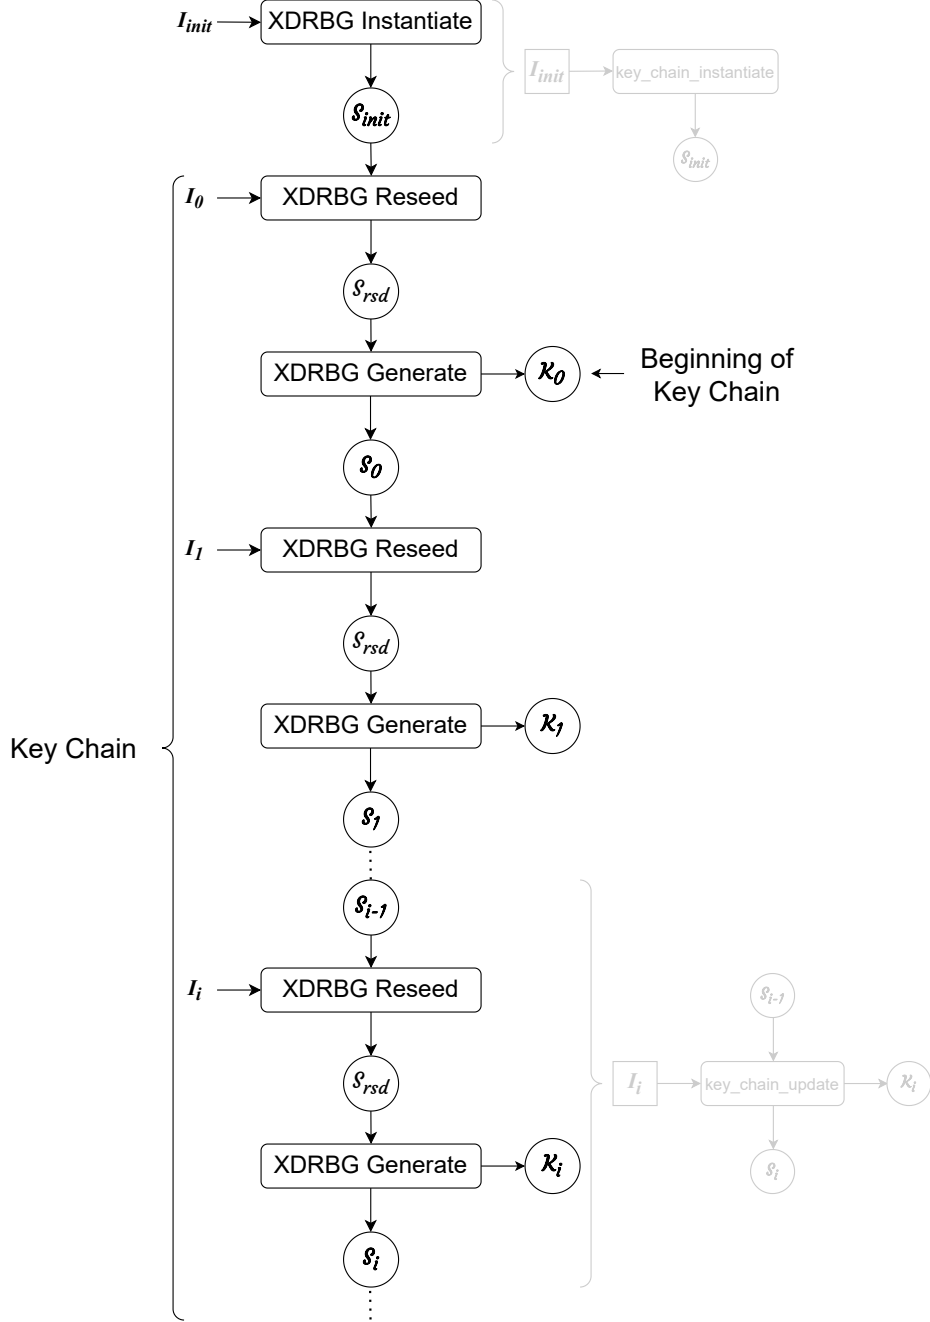 I_init
XDRBG Instantiate
S_init
I_init
key_chain_instantiate
S_init
I_0
XDRBG Reseed
S_rsd
XDRBG Generate
K_0
Beginning of
Key Chain
S_0
I_1
XDRBG Reseed
S_rsd
XDRBG Generate
K_1
Key Chain
S_1
S_i-1
I_i
XDRBG Reseed
S_rsd
XDRBG Generate
K_i
S_i
S_i-1
I_i
key_chain_update
K_i
S_i